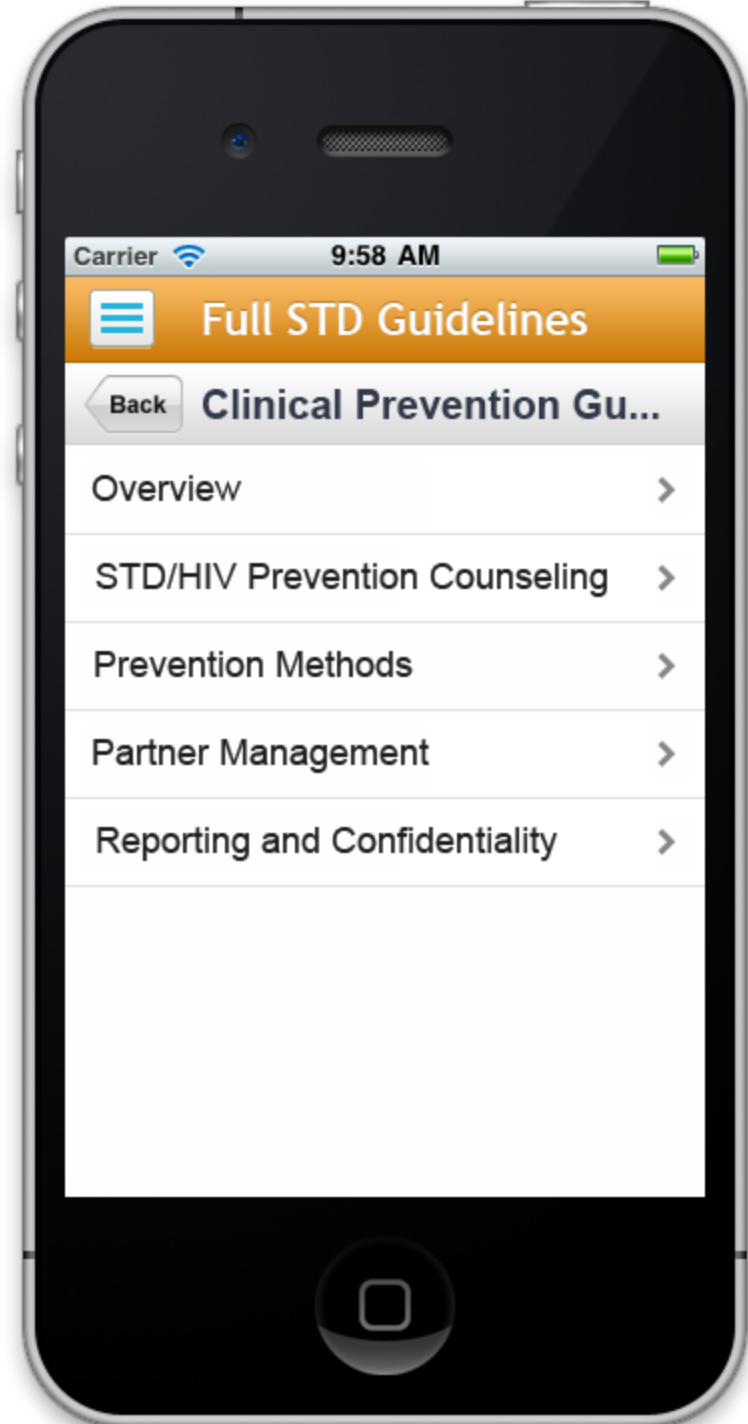 Carrier 9:58 AM
Full STD Guidelines
Back Clinical Prevention Gu...
Overview
STD/HIV Prevention Counseling
Prevention Methods
Partner Management
Reporting and Confidentiality